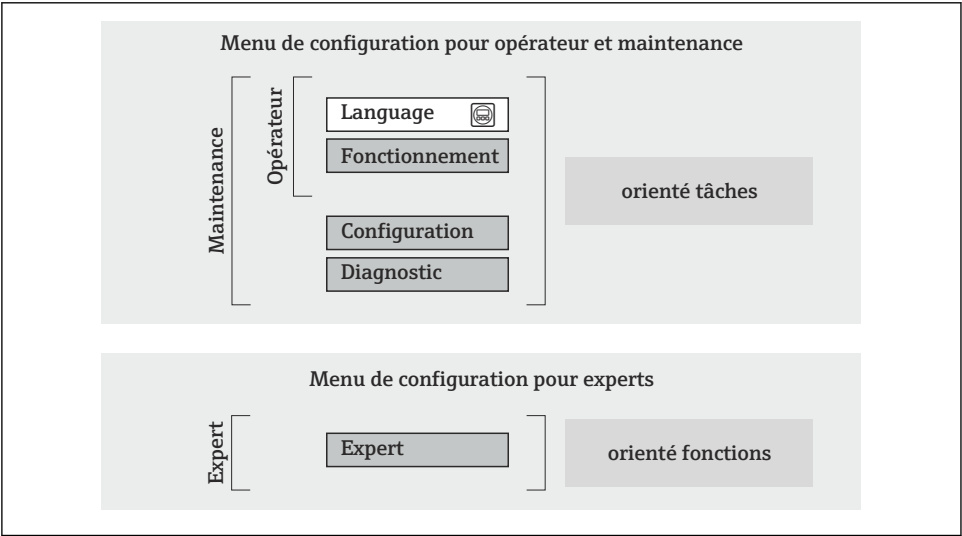 Menu de configuration pour opérateur et maintenance
Maintenance
Opérateur
Language
Fonctionnement
Configuration
Diagnostic
orienté tâches
Menu de configuration pour experts
Expert
Expert
orienté fonctions